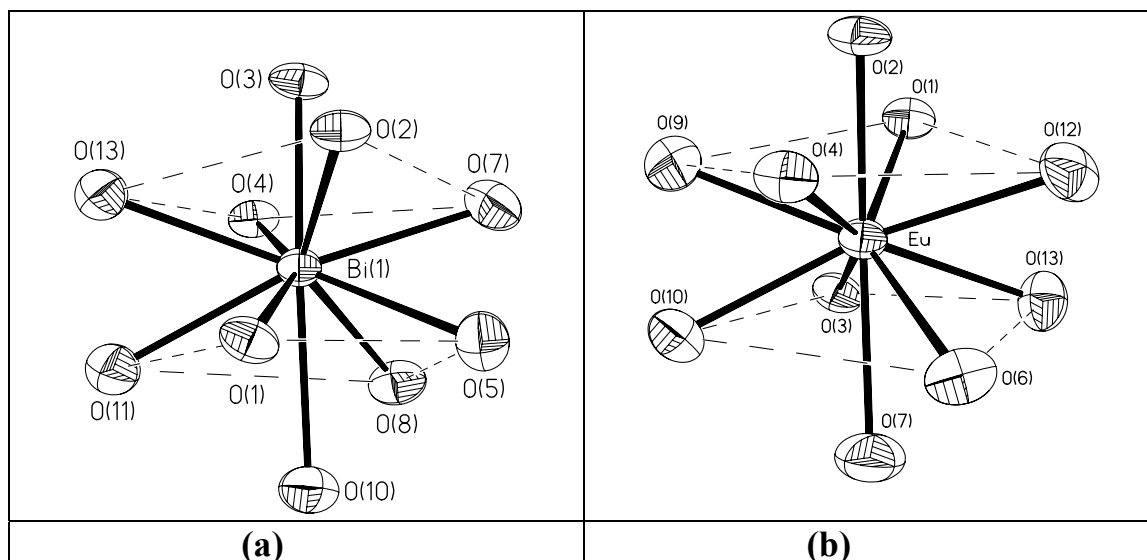 O(3)
O(2)
O(13)
O(7)
O(4)
Bi(1)
O(11)
O(1)
O(8)
O(5)
O(10)
(a)
O(2)
O(1)
O(9)
O(4)
O(12)
Eu
O(13)
O(10)
O(3)
O(6)
O(7)
(b)